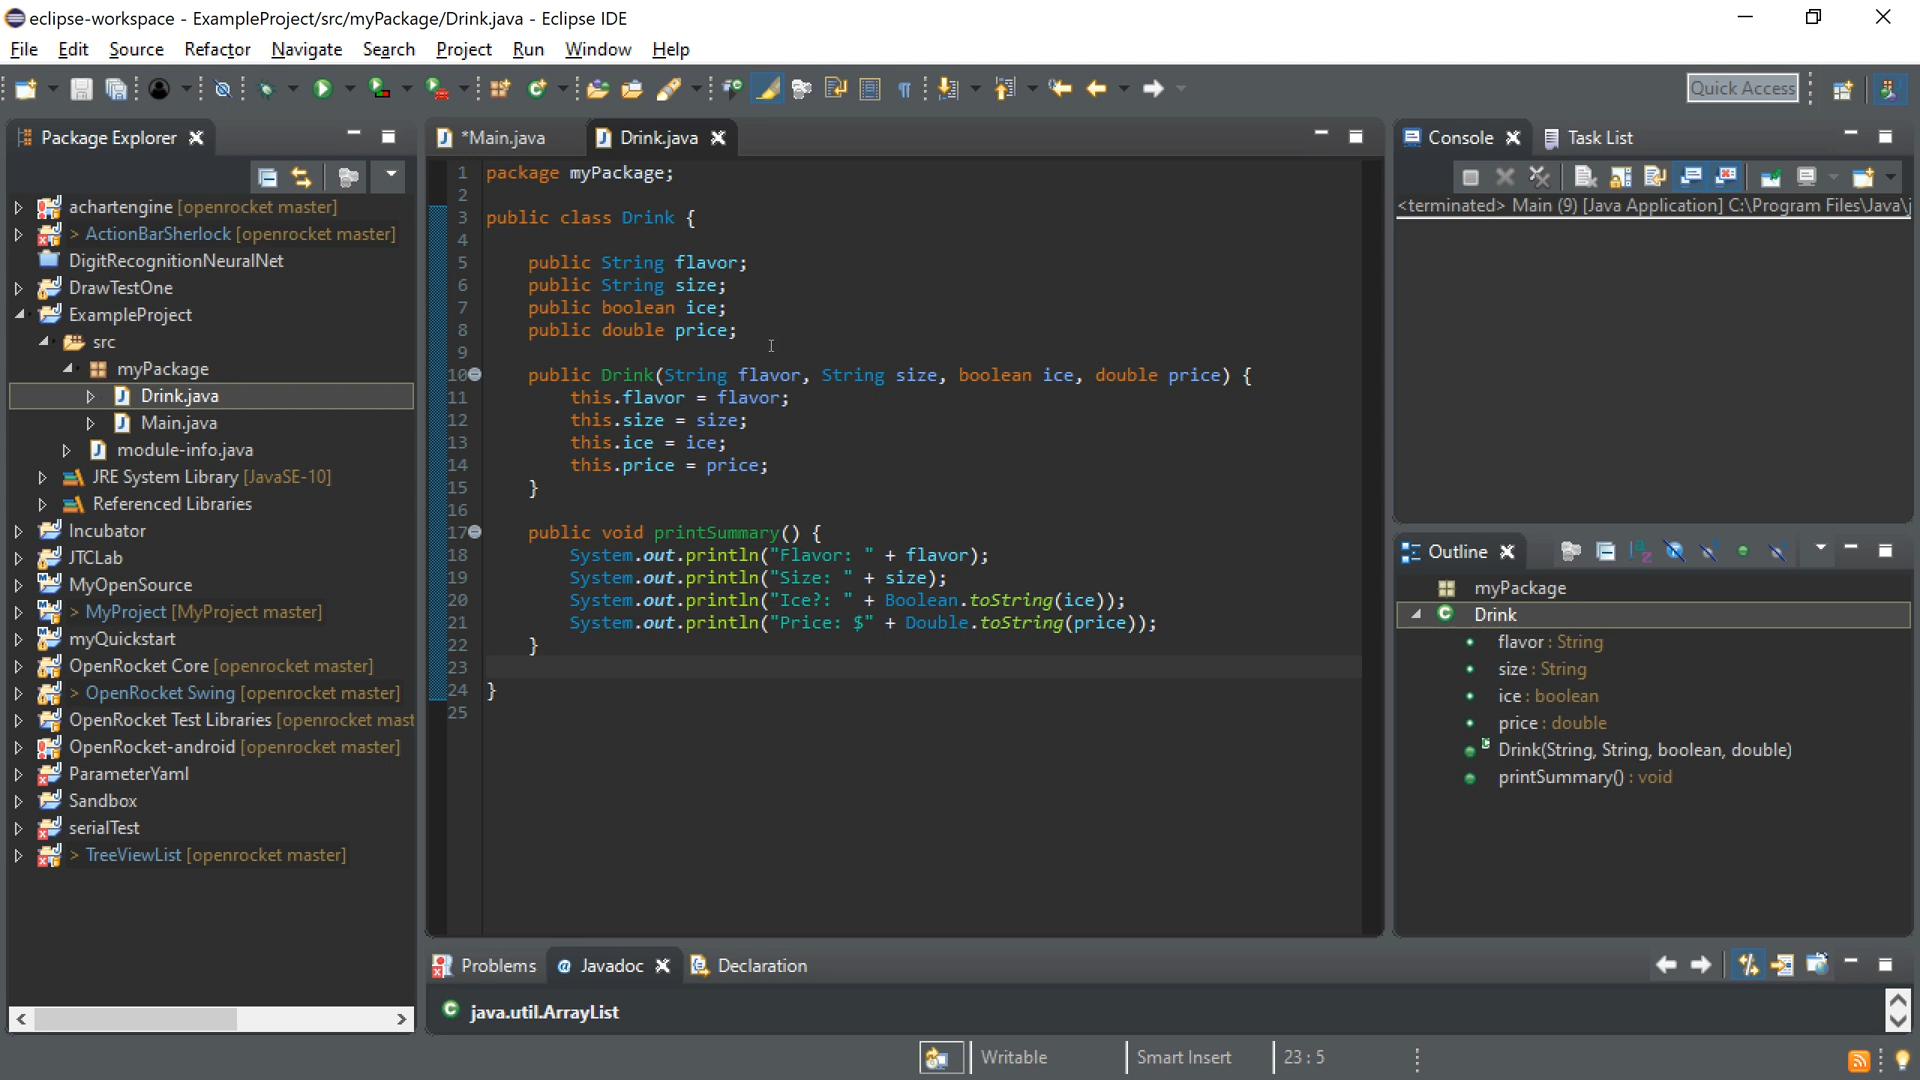 eclipse-workspace - ExampleProject/src/myPackage/Drink.java - Eclipse IDE
File Edit Source Refactor Navigate Search Project Run Window Help
Quick Access
Package Explorer
achartengine [openrocket master]
> ActionBarSherlock [openrocket master]
DigitRecognitionNeuralNet
DrawTestOne
ExampleProject
src
myPackage
Drink.java
Main.java
module-info.java
JRE System Library [JavaSE-10]
Referenced Libraries
Incubator
JTCLab
MyOpenSource
> MyProject [MyProject master]
myQuickstart
OpenRocket Core [openrocket master]
> OpenRocket Swing [openrocket master]
OpenRocket Test Libraries [openrocket mast
OpenRocket-android [openrocket master]
ParameterYaml
Sandbox
serialTest
> TreeViewList [openrocket master]
*Main.java Drink.java
1 package myPackage;
2
3 public class Drink {
4
5 public String flavor;
6 public String size;
7 public boolean ice;
8 public double price;
9
10 public Drink(String flavor, String size, boolean ice, double price) {
11 this.flavor = flavor;
12 this.size = size;
13 this.ice = ice;
14 this.price = price;
15 }
16
17 public void printSummary() {
18 System.out.println("Flavor: " + flavor);
19 System.out.println("Size: " + size);
20 System.out.println("Ice?: " + Boolean.toString(ice));
21 System.out.println("Price: $" + Double.toString(price));
22 }
23
24 }
25
Console Task List
<terminated> Main (9) [Java Application] C:\Program Files\Java\j
Outline
myPackage
Drink
flavor : String
size : String
ice : boolean
price : double
Drink(String, String, boolean, double)
printSummary() : void
Problems Javadoc Declaration
java.util.ArrayList
Writable Smart Insert 23 : 5